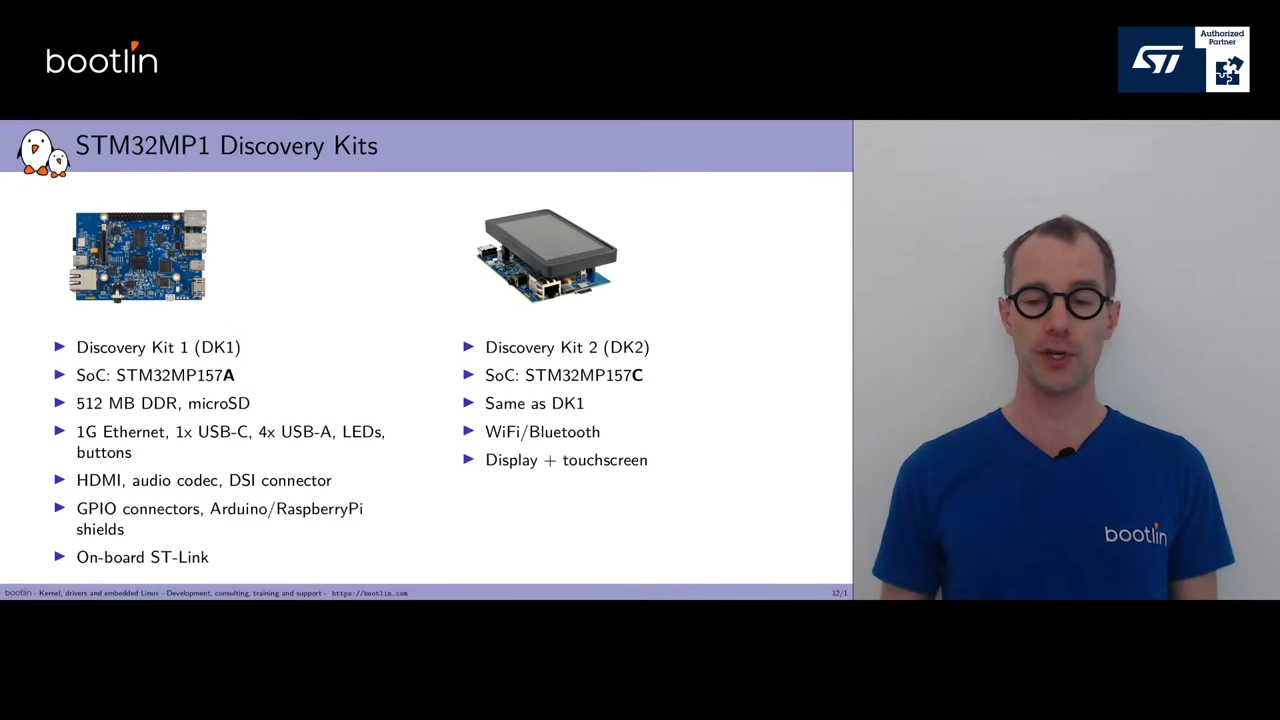 bootlin
ST
Authorized
Partner
STM32MP1 Discovery Kits
Discovery Kit 1 (DK1)
SoC: STM32MP157A
512 MB DDR, microSD
1G Ethernet, 1x USB-C, 4x USB-A, LEDs,
buttons
HDMI, audio codec, DSI connector
GPIO connectors, Arduino/RaspberryPi
shields
On-board ST-Link
Discovery Kit 2 (DK2)
SoC: STM32MP157C
Same as DK1
WiFi/Bluetooth
Display + touchscreen
bootlin - Kernel, drivers and embedded Linux - Development, consulting, training and support - https://bootlin.com
12/1
bootlin